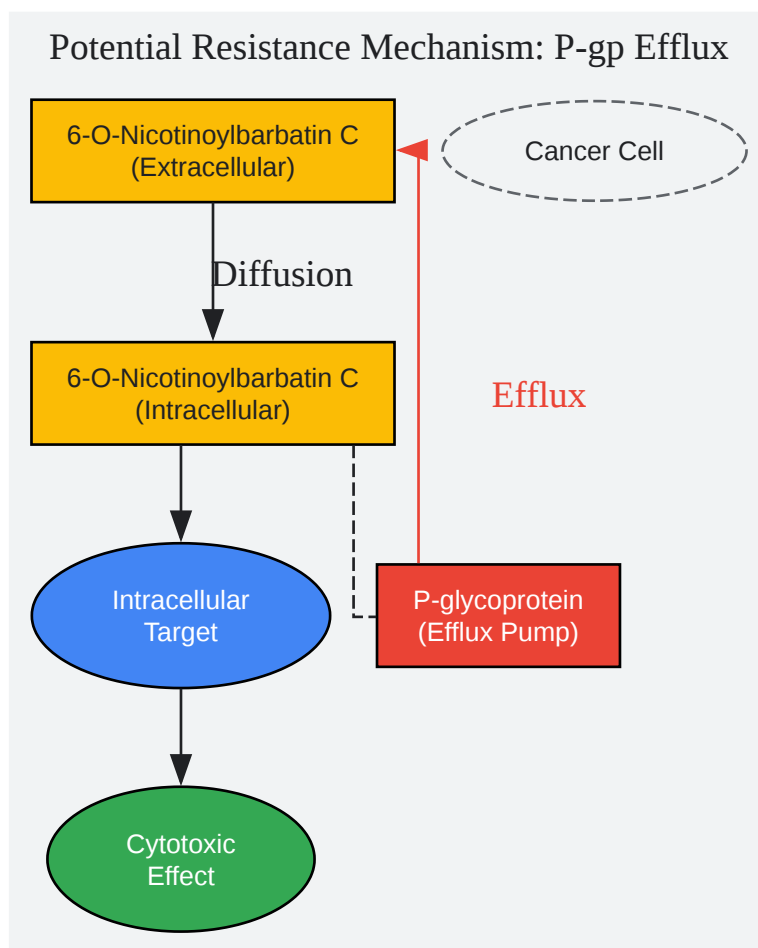 Potential Resistance Mechanism: P-gp Efflux
6-O-Nicotinoylbarbatin C
(Extracellular)
Cancer Cell
Diffusion
6-O-Nicotinoylbarbatin C
(Intracellular)
Efflux
Intracellular
Target
P-glycoprotein
(Efflux Pump)
Cytotoxic
Effect